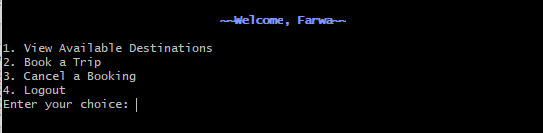 ~~Welcome, Farwa~~
1. View Available Destinations
2. Book a Trip
3. Cancel a Booking
4. Logout
Enter your choice: